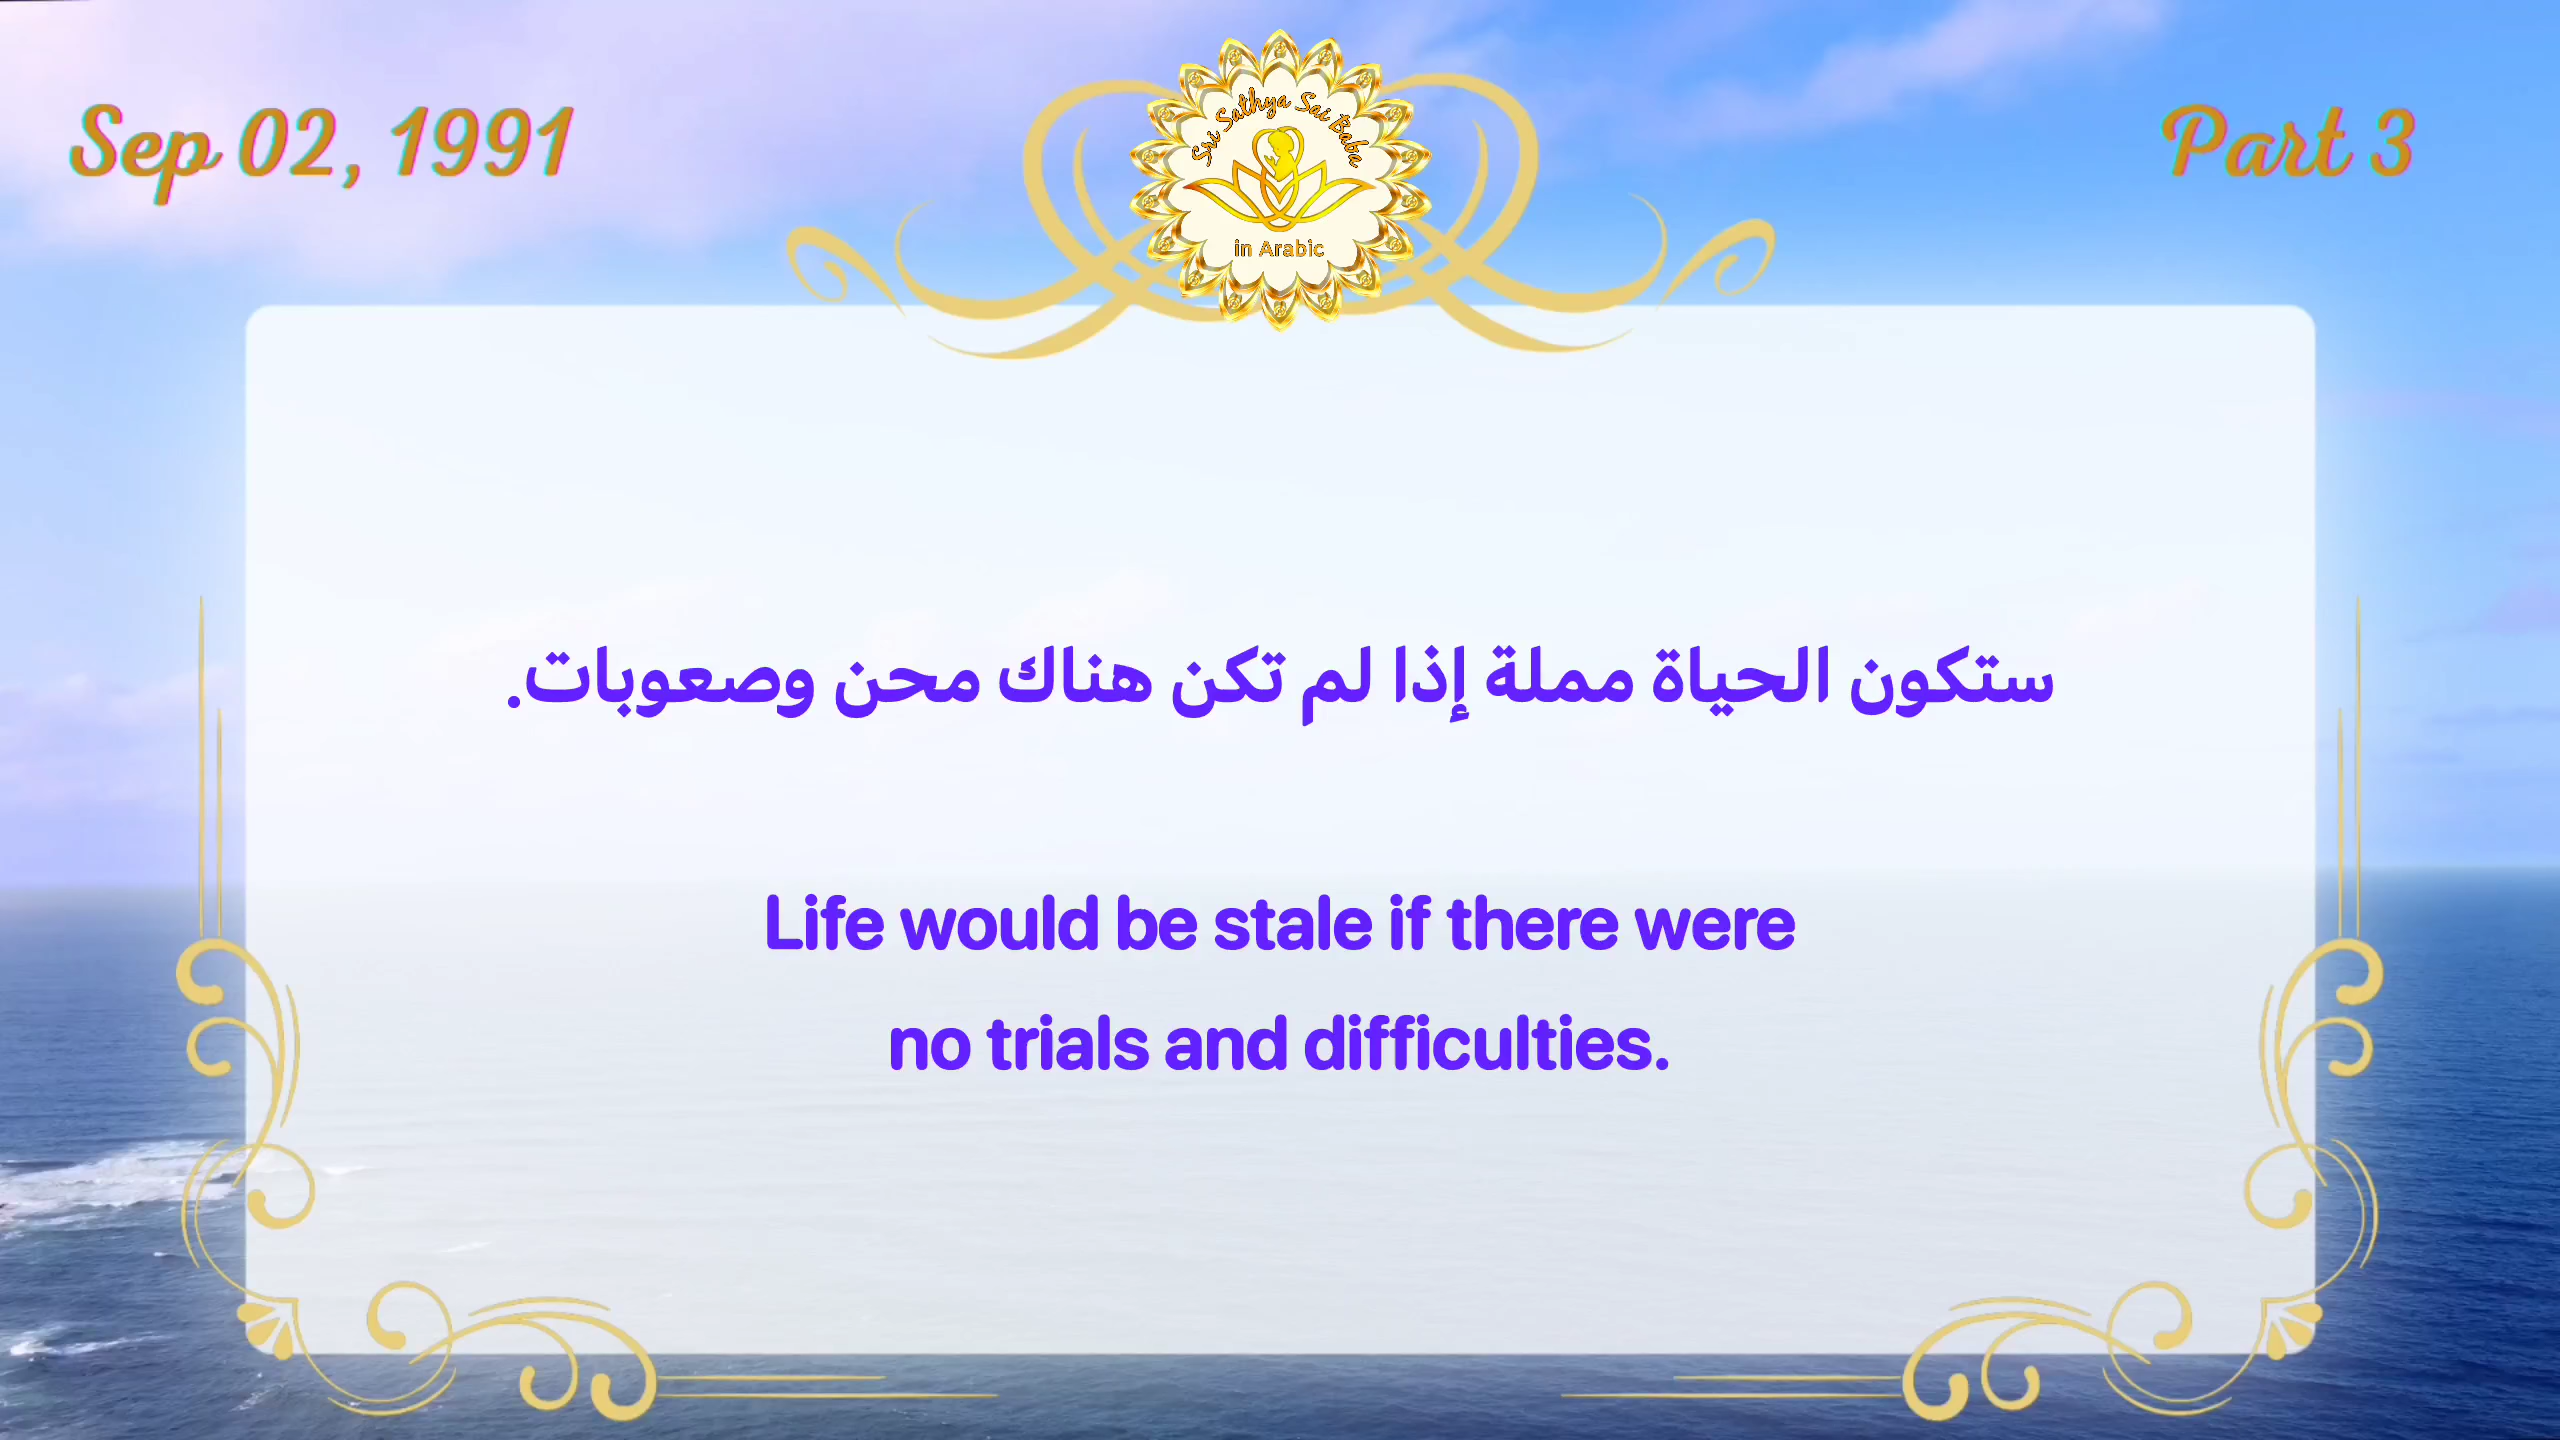 Sep 02, 1991
Sri Sathya Sai Baba
in Arabic
Part 3
ستكون الحياة مملة إذا لم تكن هناك محن وصعوبات.
Life would be stale if there were
no trials and difficulties.